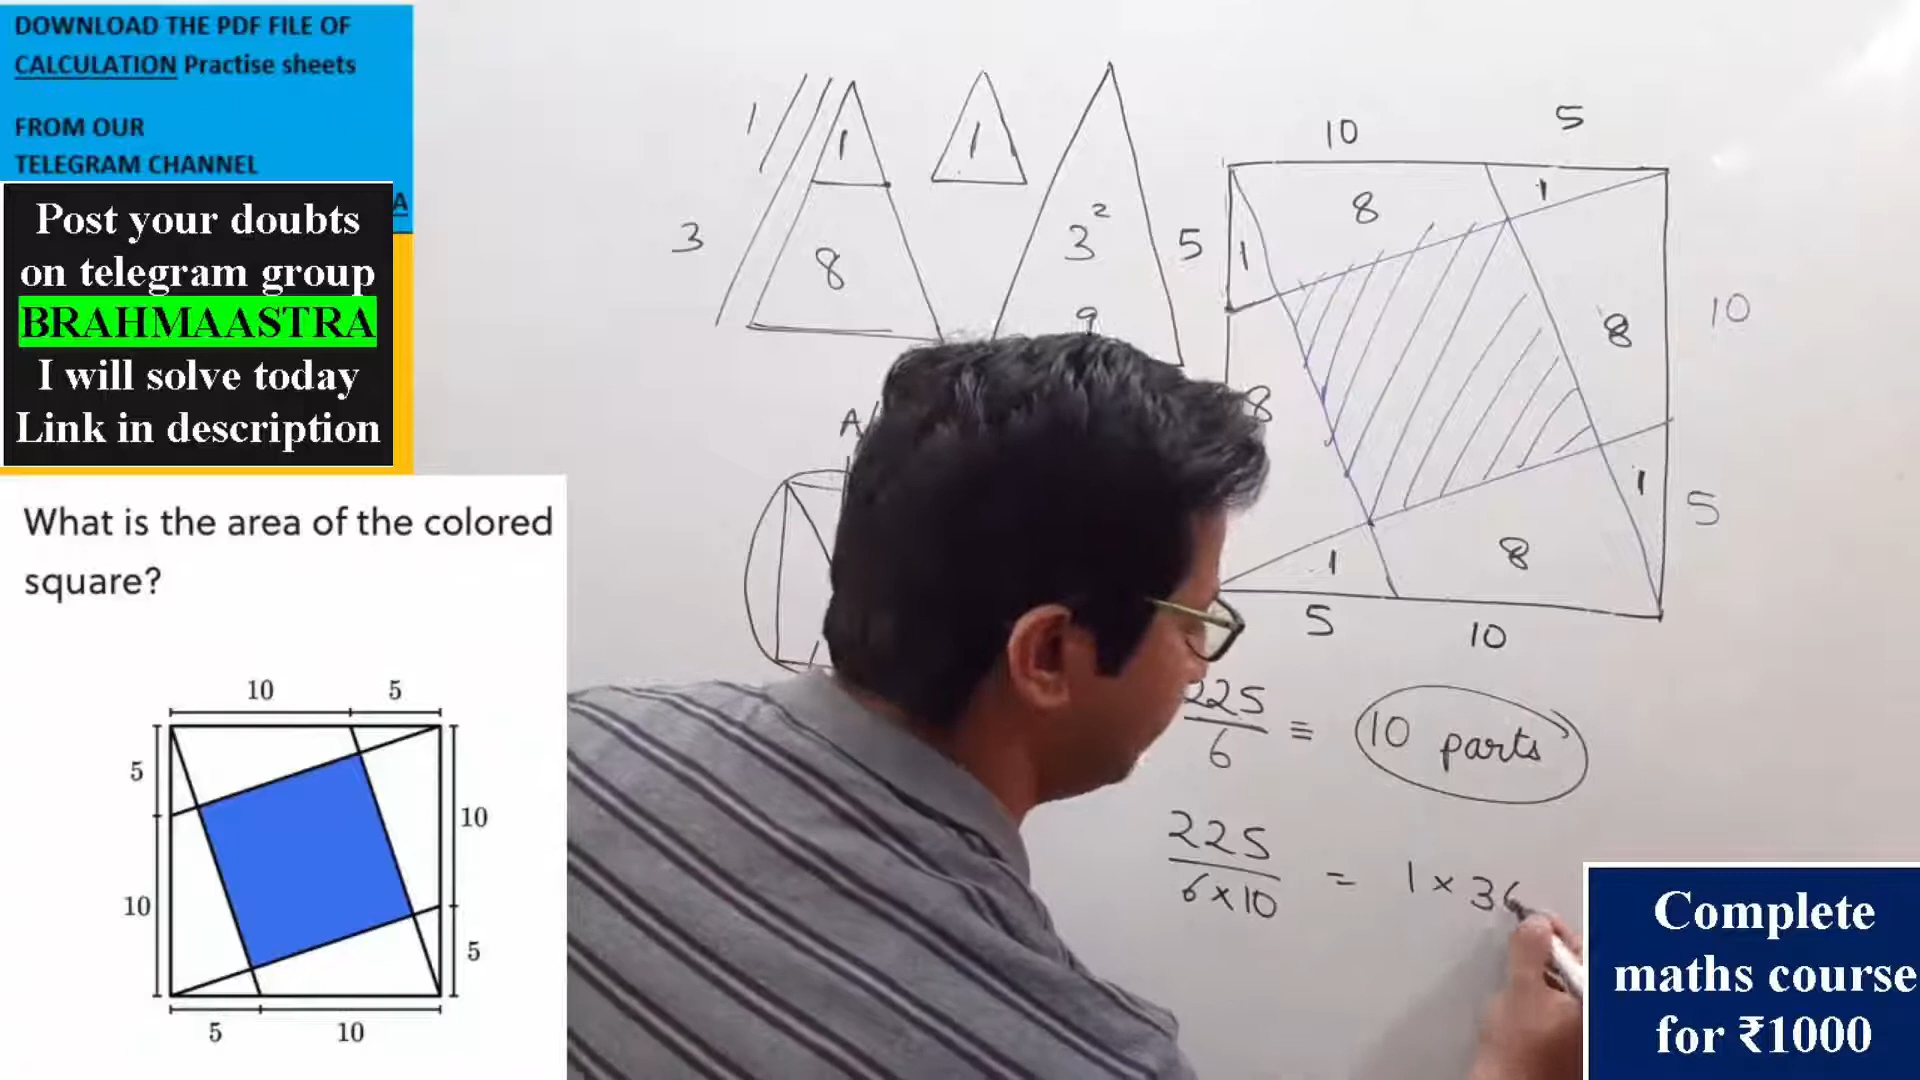 DOWNLOAD THE PDF FILE OF
CALCULATION Practise sheets
FROM OUR
TELEGRAM CHANNEL
A
Post your doubts
on telegram group
BRAHMAASTRA
I will solve today
Link in description
What is the area of the colored
square?
10 5
5
10
10
5
5 10
1
1
1
3
8
3²
9
A
10 5
5
8
1
1
8
10
8
1
8
1
5
5
10
225
6
≡ 10 parts
225
6×10
= 1 × 36
Complete
maths course
for ₹1000